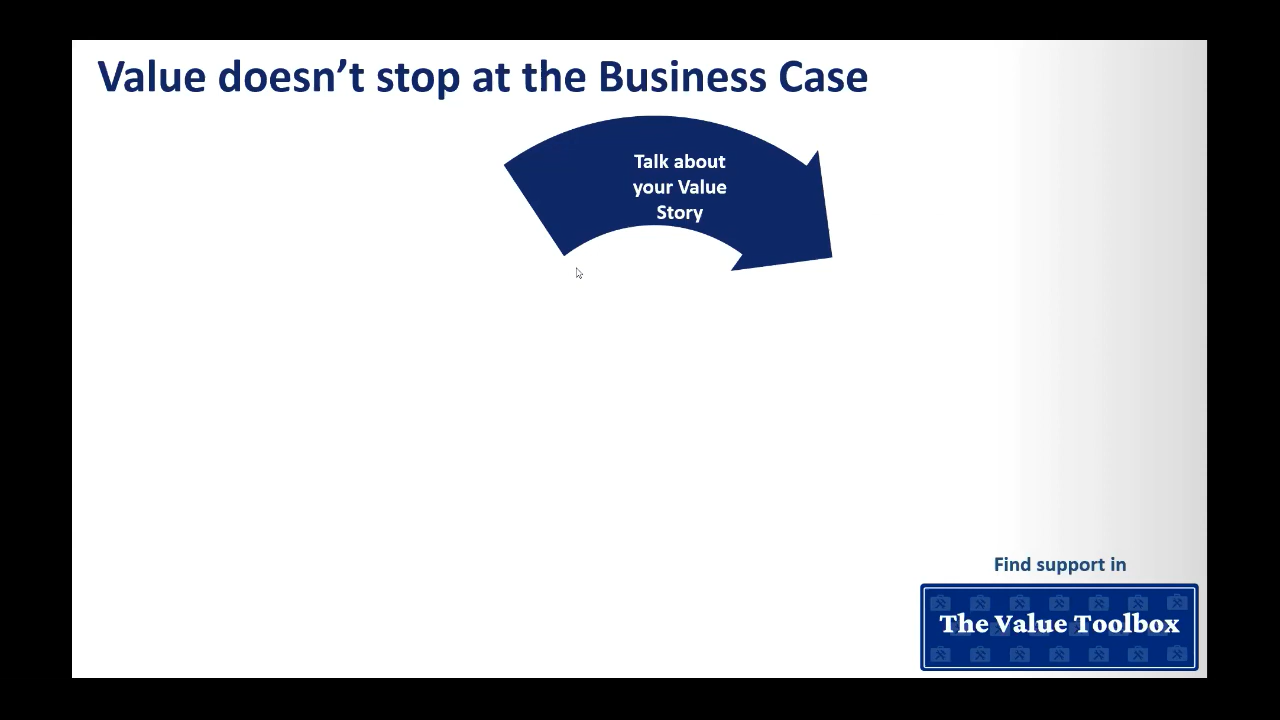 Value doesn’t stop at the Business Case
Talk about
your Value
Story
Find support in
The Value Toolbox